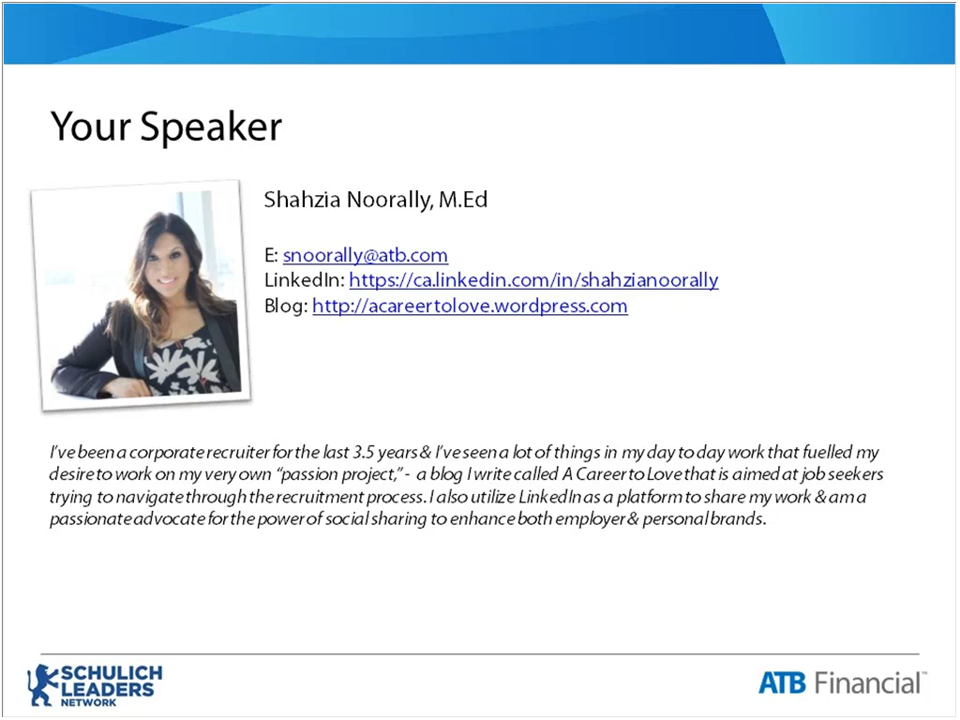 Your Speaker
Shahzia Noorally, M.Ed
E: snoorally@atb.com
LinkedIn: https://ca.linkedin.com/in/shahzianoorally
Blog: http://acareertolove.wordpress.com
I've been a corporate recruiter for the last 3.5 years & I've seen a lot of things in my day to day work that fuelled my
desire to work on my very own "passion project," - a blog I write called A Career to Love that is aimed at job seekers
trying to navigate through the recruitment process. I also utilize LinkedIn as a platform to share my work & am a
passionate advocate for the power of social sharing to enhance both employer & personal brands.
SCHULICH
LEADERS
NETWORK
ATB Financial™